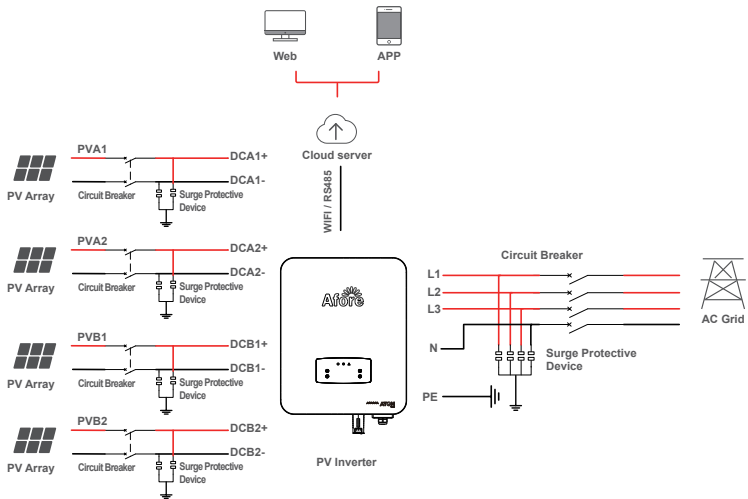 Web
APP
Cloud server
WIFI / RS485
PVA1
DCA1+
DCA1-
PV Array
Circuit Breaker
Surge Protective
Device
PVA2
DCA2+
DCA2-
PV Array
Circuit Breaker
Surge Protective
Device
PVB1
DCB1+
DCB1-
PV Array
Circuit Breaker
Surge Protective
Device
PVB2
DCB2+
DCB2-
PV Array
Circuit Breaker
Surge Protective
Device
Afore
PV Inverter
Circuit Breaker
L1
L2
L3
N
PE
Surge Protective
Device
AC Grid